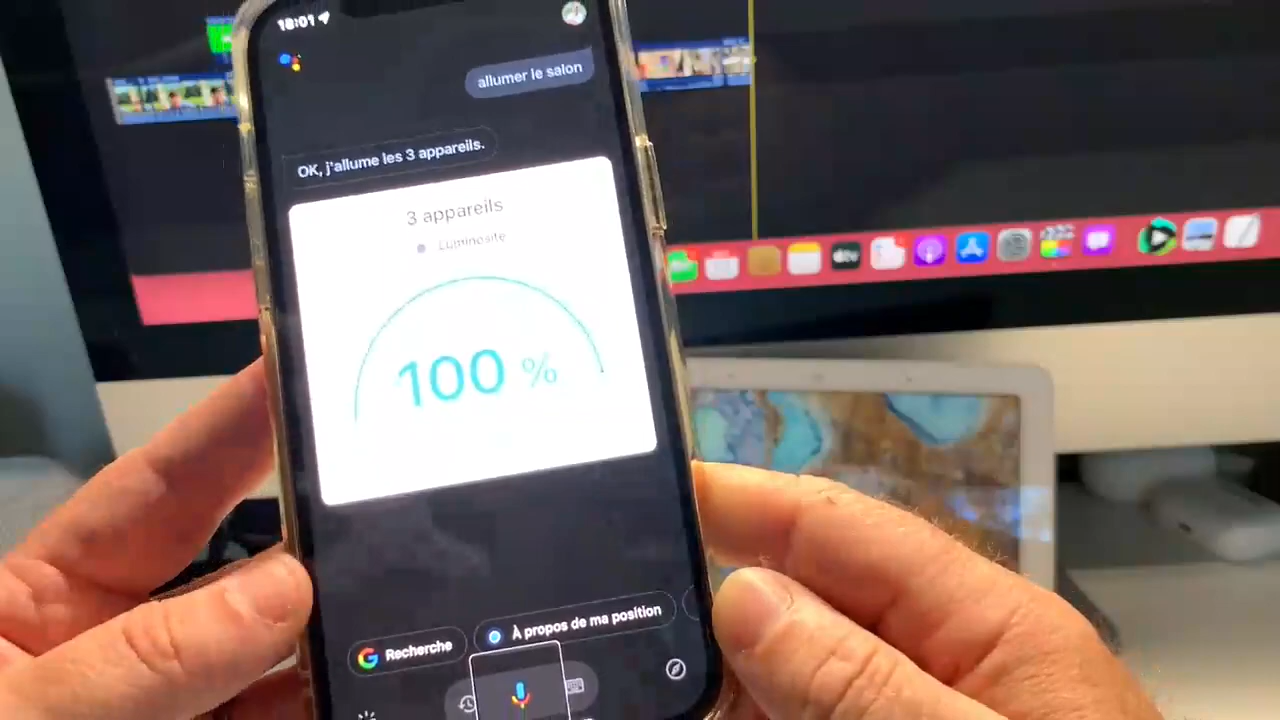 18:01
allumer le salon
OK, j'allume les 3 appareils.
3 appareils
Luminosité
100 %
Recherche
À propos de ma position
tv